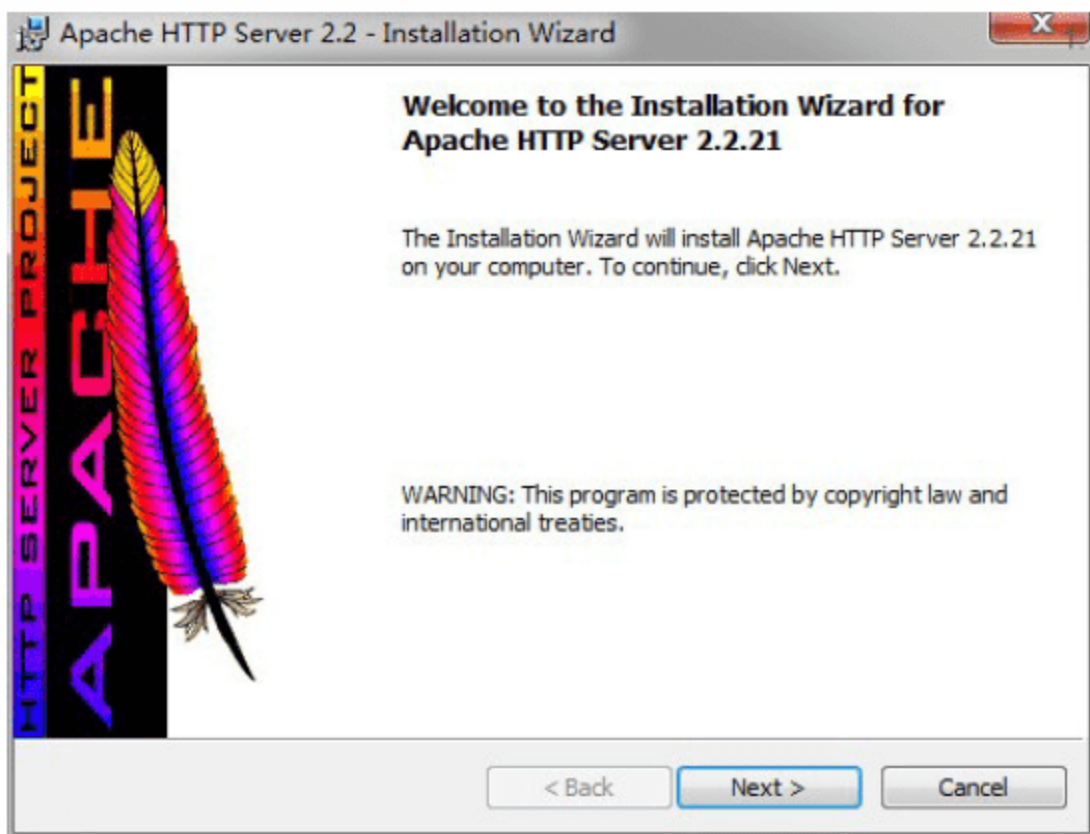 Apache HTTP Server 2.2 - Installation Wizard
HTTP SERVER PROJECT
APACHE
Welcome to the Installation Wizard for
Apache HTTP Server 2.2.21
The Installation Wizard will install Apache HTTP Server 2.2.21
on your computer. To continue, click Next.
WARNING: This program is protected by copyright law and
international treaties.
< Back
Next >
Cancel